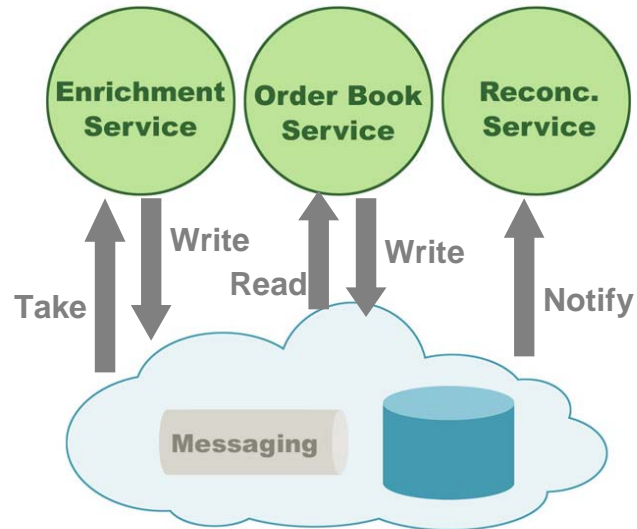 Enrichment
Service
Order Book
Service
Reconc.
Service
Take
Write
Read
Write
Notify
Messaging